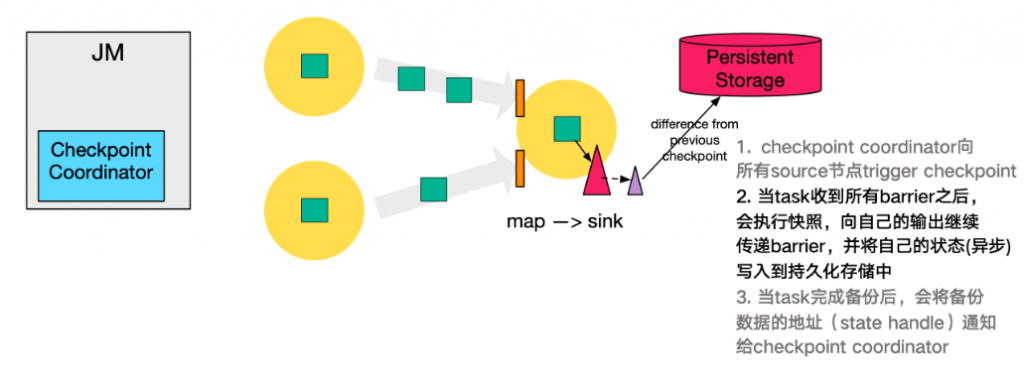 JM
Checkpoint
Coordinator
map —> sink
Persistent
Storage
difference from
previous
checkpoint
1. checkpoint coordinator向
所有source节点trigger checkpoint
2. 当task收到所有barrier之后，
会执行快照，向自己的输出继续
传递barrier，并将自己的状态(异步)
写入到持久化存储中
3. 当task完成备份后，会将备份
数据的地址（state handle）通知
给checkpoint coordinator